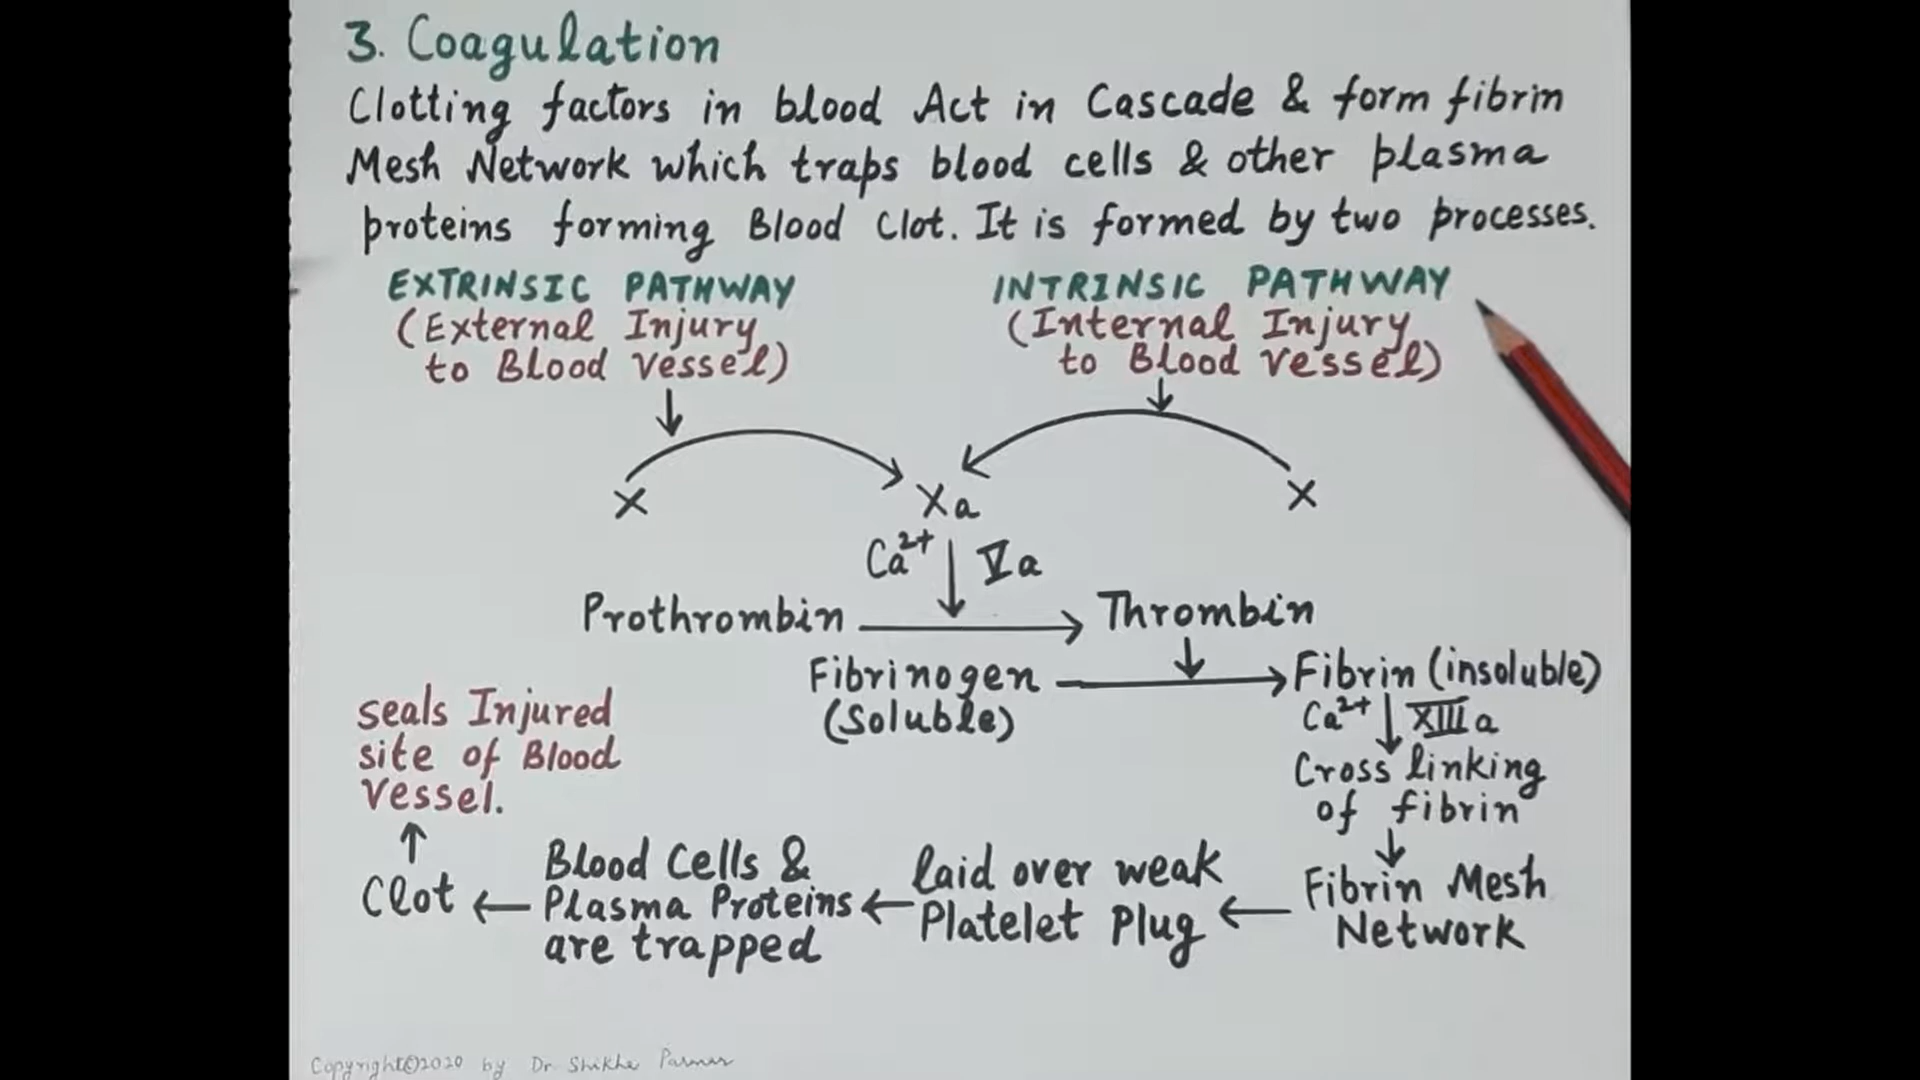 3. Coagulation
Clotting factors in blood Act in Cascade & form fibrin
Mesh Network which traps blood cells & other plasma
proteins forming Blood Clot. It is formed by two processes.
EXTRINSIC PATHWAY
(External Injury
to Blood Vessel)
INTRINSIC PATHWAY
(Internal Injury
to Blood Vessel)
X
Xa
X
Ca²⁺ Va
Prothrombin
Thrombin
Fibrinogen
(Soluble)
Fibrin (insoluble)
Ca²⁺ XIIIa
Cross linking
of fibrin
Fibrin Mesh
Network
laid over weak
Platelet Plug
Blood Cells &
Plasma Proteins
are trapped
Clot
seals Injured
site of Blood
Vessel.
Copyright©2020 by Dr Shikha Parmar